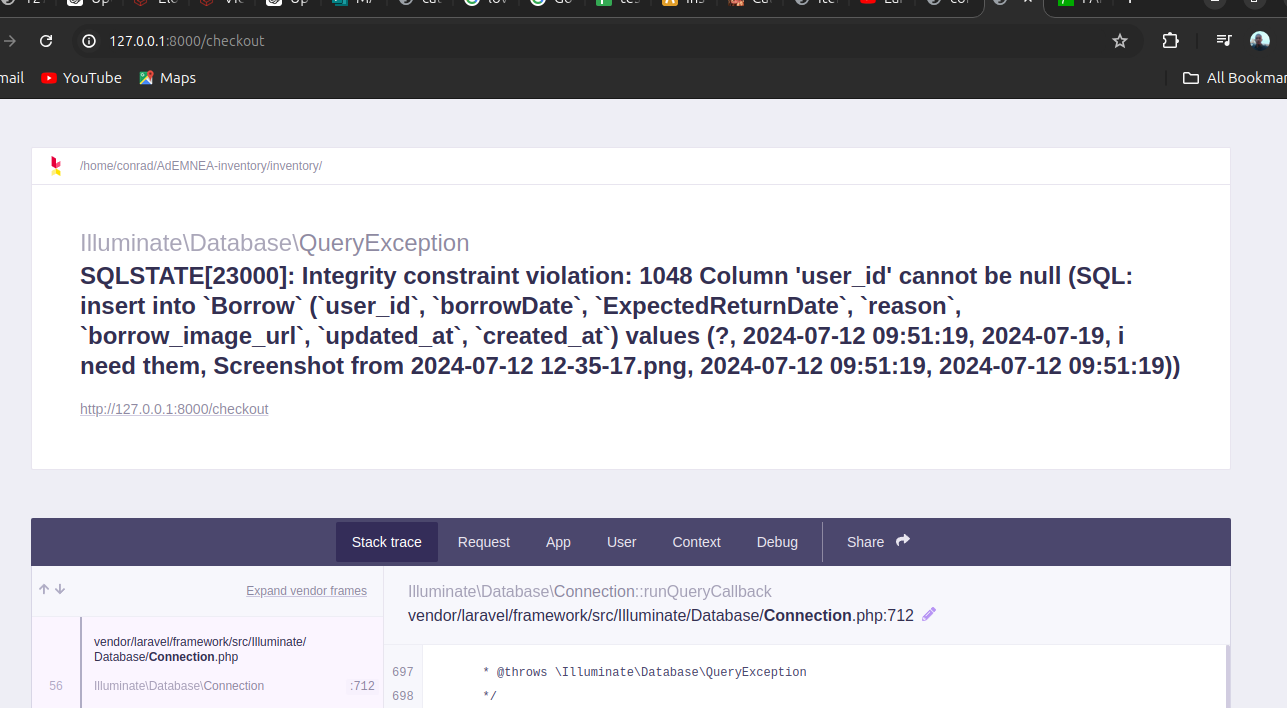 127.0.0.1:8000/checkout
mail YouTube Maps All Bookmar
/home/conrad/AdEMNEA-inventory/inventory/
Illuminate\Database\QueryException
SQLSTATE[23000]: Integrity constraint violation: 1048 Column 'user_id' cannot be null (SQL:
insert into `Borrow` (`user_id`, `borrowDate`, `ExpectedReturnDate`, `reason`,
`borrow_image_url`, `updated_at`, `created_at`) values (?, 2024-07-12 09:51:19, 2024-07-19, i
need them, Screenshot from 2024-07-12 12-35-17.png, 2024-07-12 09:51:19, 2024-07-12 09:51:19))
http://127.0.0.1:8000/checkout
Stack trace Request App User Context Debug Share
Expand vendor frames
vendor/laravel/framework/src/Illuminate/
Database/Connection.php
56 Illuminate\Database\Connection :712
Illuminate\Database\Connection::runQueryCallback
vendor/laravel/framework/src/Illuminate/Database/Connection.php:712
697 * @throws \Illuminate\Database\QueryException
698 */